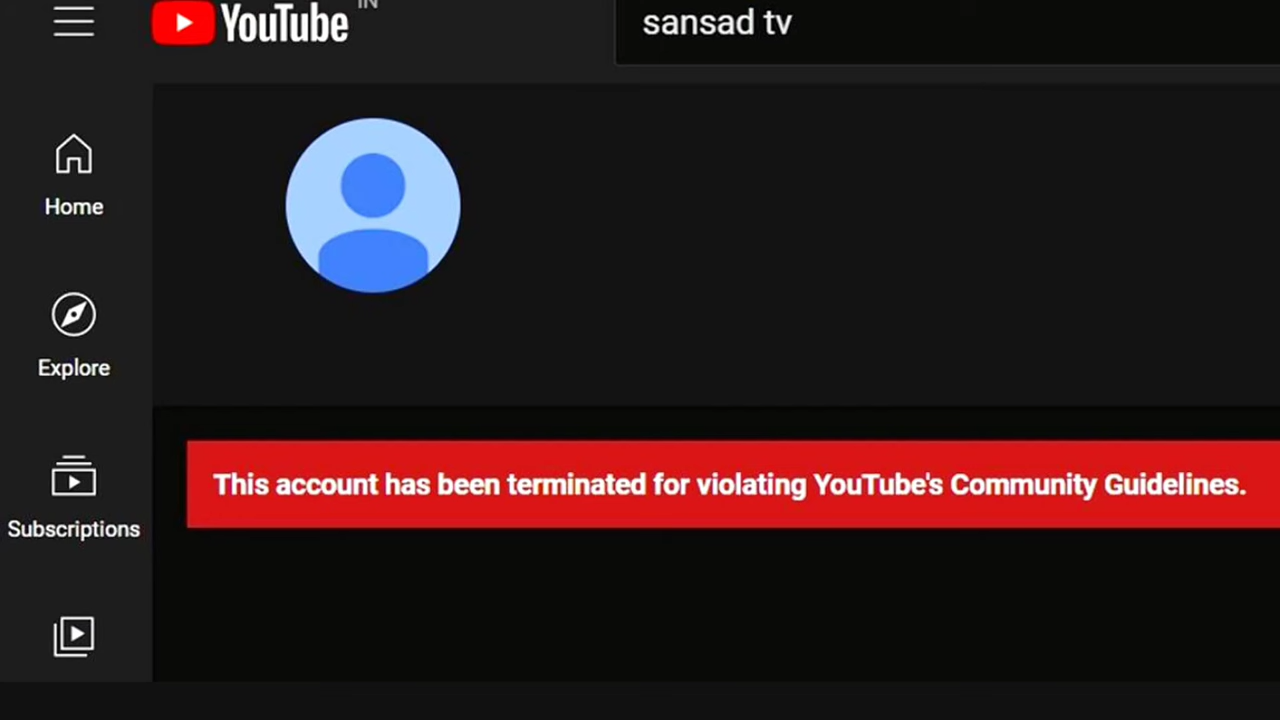 YouTube IN
sansad tv
Home
Explore
Subscriptions
This account has been terminated for violating YouTube's Community Guidelines.